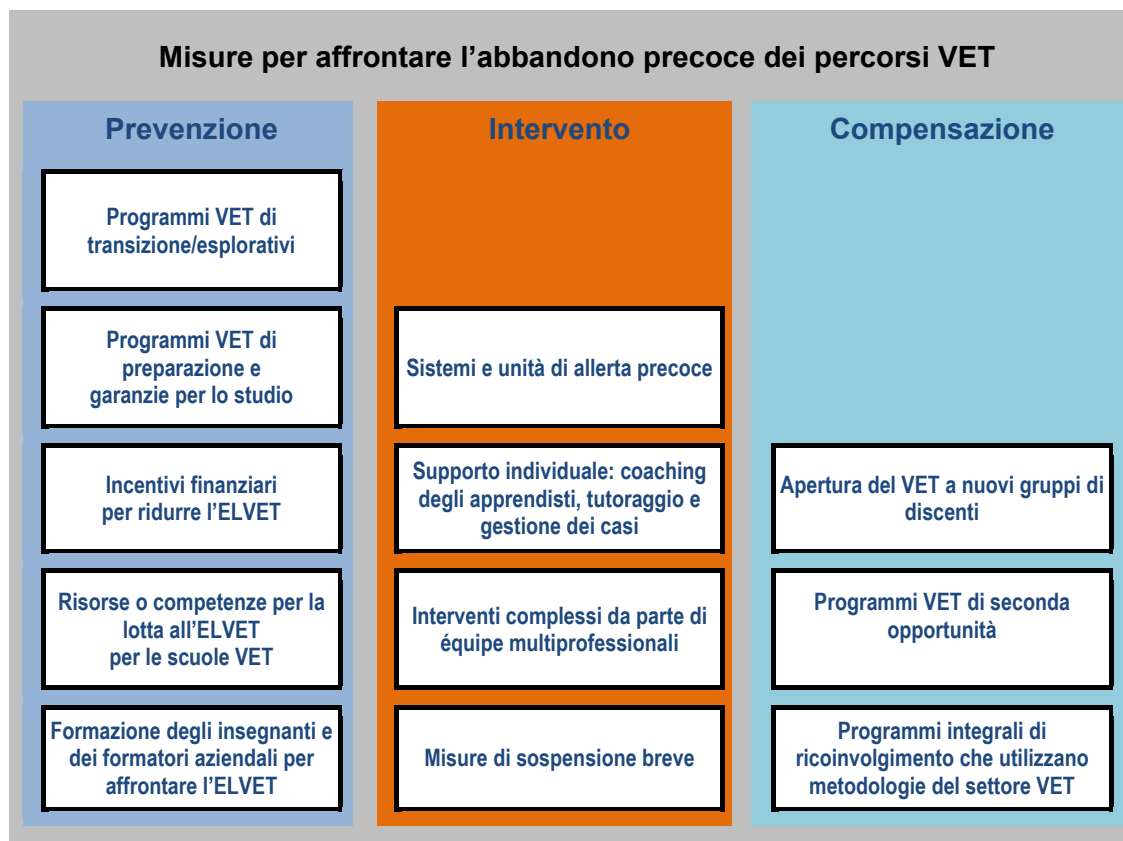 Misure per affrontare l’abbandono precoce dei percorsi VET
Prevenzione
Programmi VET di
transizione/esplorativi
Programmi VET di
preparazione e
garanzie per lo studio
Incentivi finanziari
per ridurre l’ELVET
Risorse o competenze per la
lotta all’ELVET
per le scuole VET
Formazione degli insegnanti e
dei formatori aziendali per
affrontare l’ELVET
Intervento
Sistemi e unità di allerta precoce
Supporto individuale: coaching
degli apprendisti, tutoraggio e
gestione dei casi
Interventi complessi da parte di
équipe multiprofessionali
Misure di sospensione breve
Compensazione
Apertura del VET a nuovi gruppi di
discenti
Programmi VET di seconda
opportunità
Programmi integrali di
ricoinvolgimento che utilizzano
metodologie del settore VET